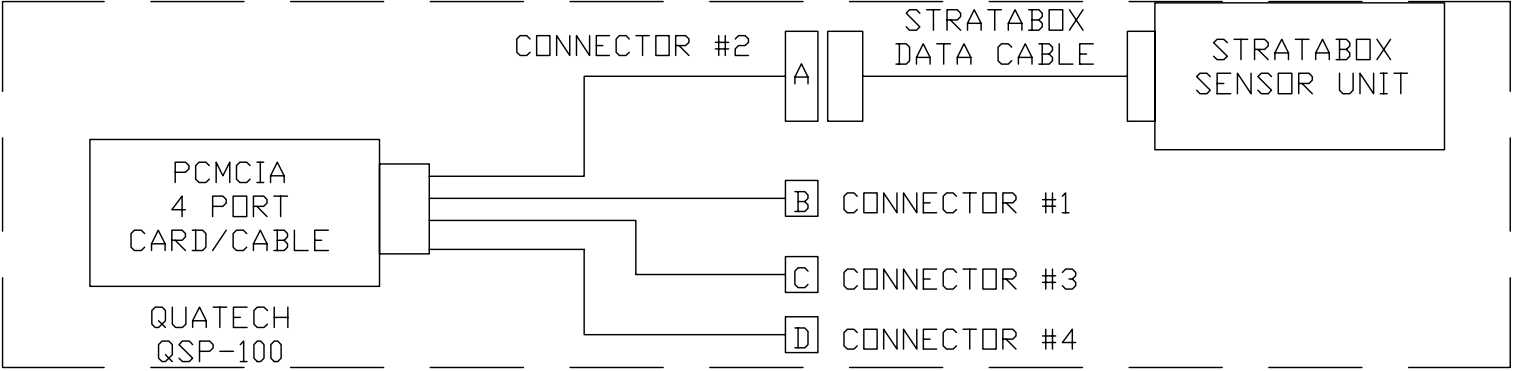 STRATABOX
DATA CABLE
CONNECTOR #2
A
STRATABOX
SENSOR UNIT
PCMCIA
4 PORT
CARD/CABLE
B CONNECTOR #1
C CONNECTOR #3
D CONNECTOR #4
QUATECH
QSP-100